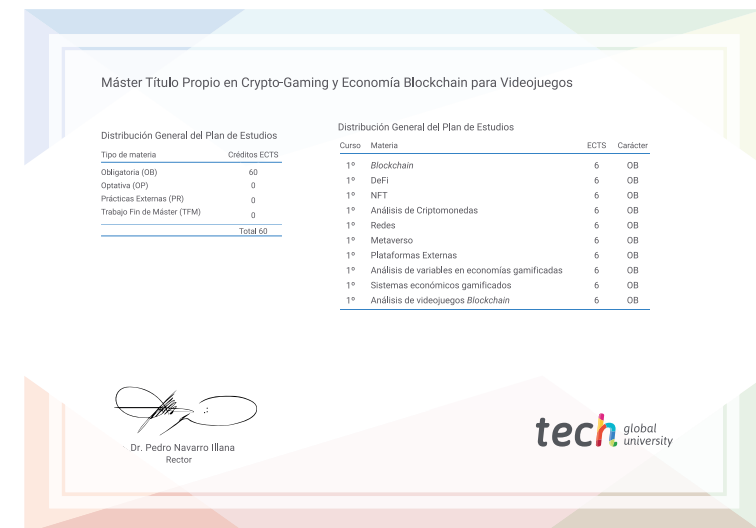 Máster Título Propio en Crypto-Gaming y Economía Blockchain para Videojuegos
Distribución General del Plan de Estudios
Tipo de materia Créditos ECTS
Obligatoria (OB) 60
Optativa (OP) 0
Prácticas Externas (PR) 0
Trabajo Fin de Máster (TFM) 0
Total 60
Distribución General del Plan de Estudios
Curso Materia ECTS Carácter
1º Blockchain 6 OB
1º DeFi 6 OB
1º NFT 6 OB
1º Análisis de Criptomonedas 6 OB
1º Redes 6 OB
1º Metaverso 6 OB
1º Plataformas Externas 6 OB
1º Análisis de variables en economías gamificadas 6 OB
1º Sistemas económicos gamificados 6 OB
1º Análisis de videojuegos Blockchain 6 OB
Dr. Pedro Navarro Illana
Rector
tech global
university